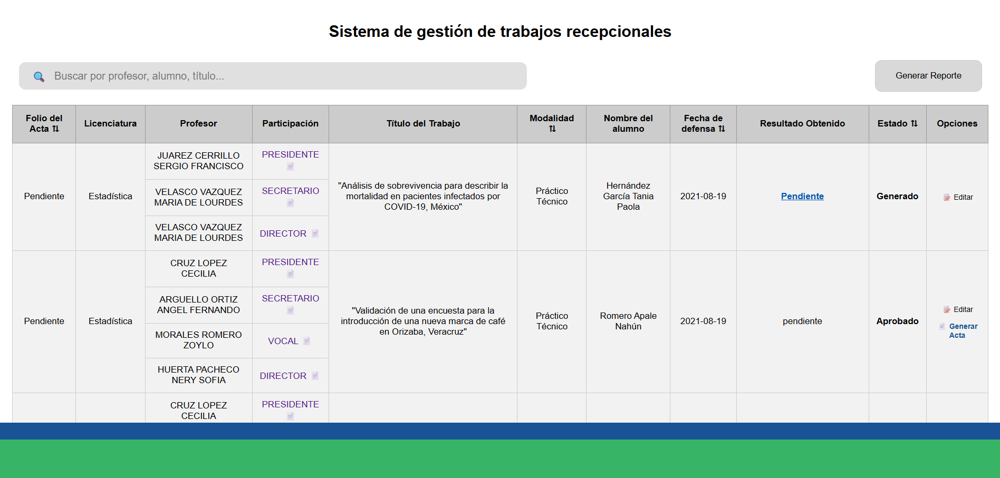 Sistema de gestión de trabajos recepcionales
Buscar por profesor, alumno, título...
Generar Reporte
Folio del
Acta ⇅
Licenciatura
Profesor
Participación
Título del Trabajo
Modalidad
⇅
Nombre del
alumno
Fecha de
defensa ⇅
Resultado Obtenido
Estado ⇅
Opciones
Pendiente
Estadística
JUAREZ CERRILLO
SERGIO FRANCISCO
PRESIDENTE
VELASCO VAZQUEZ
MARIA DE LOURDES
SECRETARIO
VELASCO VAZQUEZ
MARIA DE LOURDES
DIRECTOR
"Análisis de sobrevivencia para describir la
mortalidad en pacientes infectados por
COVID-19, México"
Práctico
Técnico
Hernández
García Tania
Paola
2021-08-19
Pendiente
Generado
Editar
Pendiente
Estadística
CRUZ LOPEZ
CECILIA
PRESIDENTE
ARGUELLO ORTIZ
ANGEL FERNANDO
SECRETARIO
MORALES ROMERO
ZOYLO
VOCAL
HUERTA PACHECO
NERY SOFIA
DIRECTOR
"Validación de una encuesta para la
introducción de una nueva marca de café
en Orizaba, Veracruz"
Práctico
Técnico
Romero Apale
Nahún
2021-08-19
pendiente
Aprobado
Editar
Generar
Acta
CRUZ LOPEZ
CECILIA
PRESIDENTE